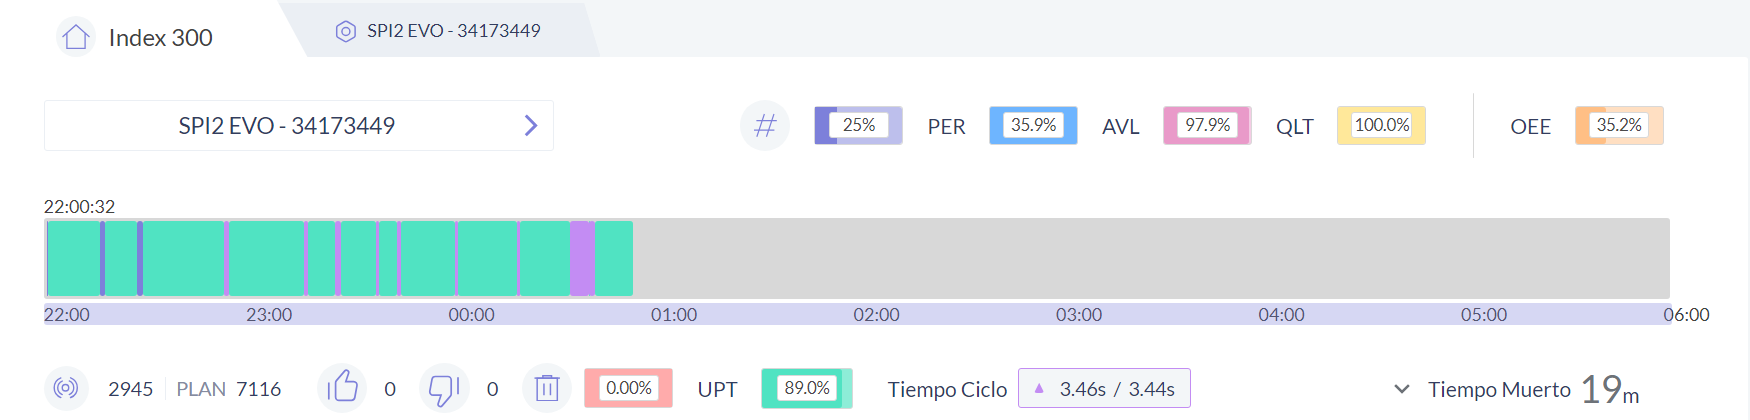 Index 300
SPI2 EVO - 34173449
SPI2 EVO - 34173449
# 25% PER 35.9% AVL 97.9% QLT 100.0% OEE 35.2%
22:00:32
22:00 23:00 00:00 01:00 02:00 03:00 04:00 05:00 06:00
2945 PLAN 7116 0 0 0.00% UPT 89.0% Tiempo Ciclo 3.46s / 3.44s Tiempo Muerto 19m